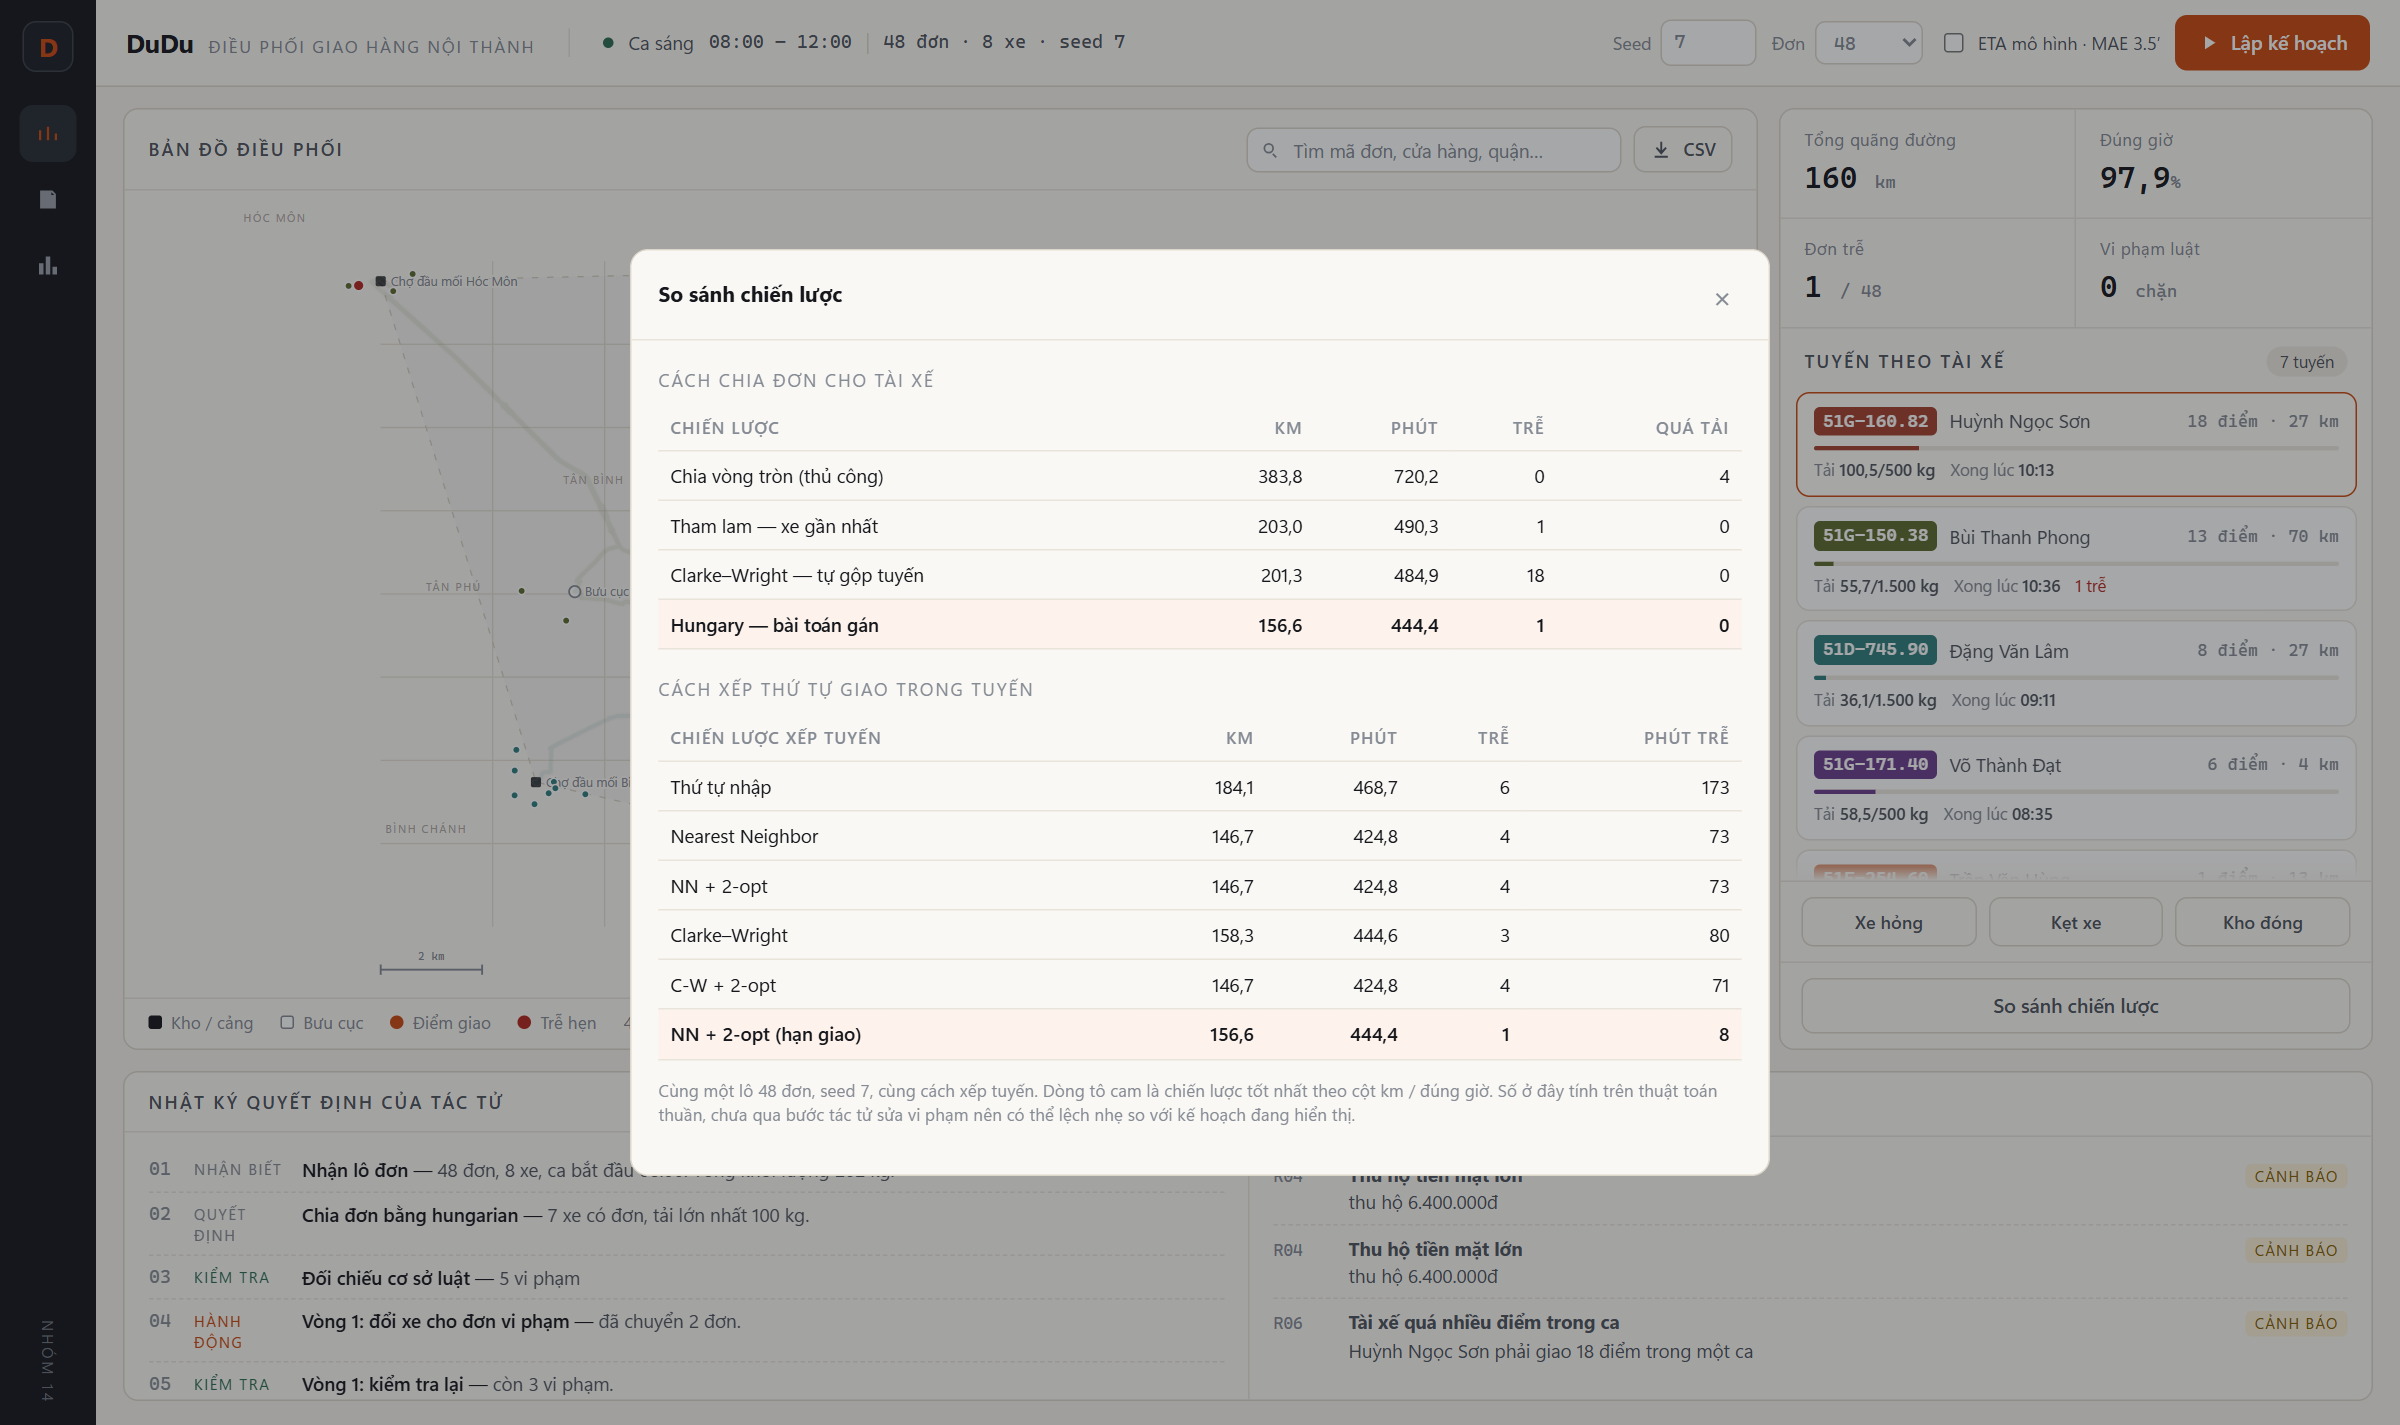 D
DuDu ĐIỀU PHỐI GIAO HÀNG NỘI THÀNH
Ca sáng 08:00 – 12:00 48 đơn · 8 xe · seed 7
Seed 7 Đơn 48 ETA mô hình · MAE 3.5′ Lập kế hoạch
BẢN ĐỒ ĐIỀU PHỐI
Tìm mã đơn, cửa hàng, quận... CSV
HÓC MÔN
Chợ đầu mối Hóc Môn
TÂN BÌNH
TÂN PHÚ
Bưu cục
Chợ đầu mối
BÌNH CHÁNH
2 km
Kho / cảng Bưu cục Điểm giao Trễ hẹn
Tổng quãng đường
160 km
Đúng giờ
97,9%
Đơn trễ
1 / 48
Vi phạm luật
0 chặn
TUYẾN THEO TÀI XẾ 7 tuyến
51G-160.82 Huỳnh Ngọc Sơn 18 điểm · 27 km
Tải 100,5/500 kg Xong lúc 10:13
51G-150.38 Bùi Thanh Phong 13 điểm · 70 km
Tải 55,7/1.500 kg Xong lúc 10:36 1 trễ
51D-745.90 Đặng Văn Lâm 8 điểm · 27 km
Tải 36,1/1.500 kg Xong lúc 09:11
51G-171.40 Võ Thành Đạt 6 điểm · 4 km
Tải 58,5/500 kg Xong lúc 08:35
Xe hỏng Kẹt xe Kho đóng
So sánh chiến lược
So sánh chiến lược ×
CÁCH CHIA ĐƠN CHO TÀI XẾ
CHIẾN LƯỢC KM PHÚT TRỄ QUÁ TẢI
Chia vòng tròn (thủ công) 383,8 720,2 0 4
Tham lam — xe gần nhất 203,0 490,3 1 0
Clarke–Wright — tự gộp tuyến 201,3 484,9 18 0
Hungary — bài toán gán 156,6 444,4 1 0
CÁCH XẾP THỨ TỰ GIAO TRONG TUYẾN
CHIẾN LƯỢC XẾP TUYẾN KM PHÚT TRỄ PHÚT TRỄ
Thứ tự nhập 184,1 468,7 6 173
Nearest Neighbor 146,7 424,8 4 73
NN + 2-opt 146,7 424,8 4 73
Clarke–Wright 158,3 444,6 3 80
C-W + 2-opt 146,7 424,8 4 71
NN + 2-opt (hạn giao) 156,6 444,4 1 8
Cùng một lô 48 đơn, seed 7, cùng cách xếp tuyến. Dòng tô cam là chiến lược tốt nhất theo cột km / đúng giờ. Số ở đây tính trên thuật toán
thuần, chưa qua bước tác tử sửa vi phạm nên có thể lệch nhẹ so với kế hoạch đang hiển thị.
NHẬT KÝ QUYẾT ĐỊNH CỦA TÁC TỬ
01 NHẬN BIẾT Nhận lô đơn — 48 đơn, 8 xe, ca bắt đầu
02 QUYẾT ĐỊNH Chia đơn bằng hungarian — 7 xe có đơn, tải lớn nhất 100 kg.
03 KIỂM TRA Đối chiếu cơ sở luật — 5 vi phạm
04 HÀNH ĐỘNG Vòng 1: đổi xe cho đơn vi phạm — đã chuyển 2 đơn.
05 KIỂM TRA Vòng 1: kiểm tra lại — còn 3 vi phạm.
R04 Thu hộ tiền mặt lớn CẢNH BÁO
thu hộ 6.400.000đ
R04 Thu hộ tiền mặt lớn CẢNH BÁO
thu hộ 6.400.000đ
R06 Tài xế quá nhiều điểm trong ca CẢNH BÁO
Huỳnh Ngọc Sơn phải giao 18 điểm trong một ca
NHÓM 14